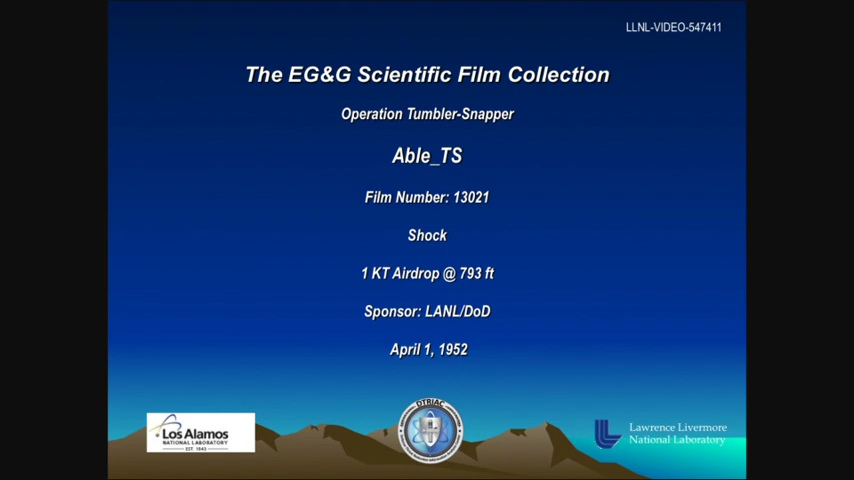 LLNL-VIDEO-547411
The EG&G Scientific Film Collection
Operation Tumbler-Snapper
Able_TS
Film Number: 13021
Shock
1 KT Airdrop @ 793 ft
Sponsor: LANL/DoD
April 1, 1952
Los Alamos
NATIONAL LABORATORY
EST. 1943
DTRIAC
Lawrence Livermore
National Laboratory